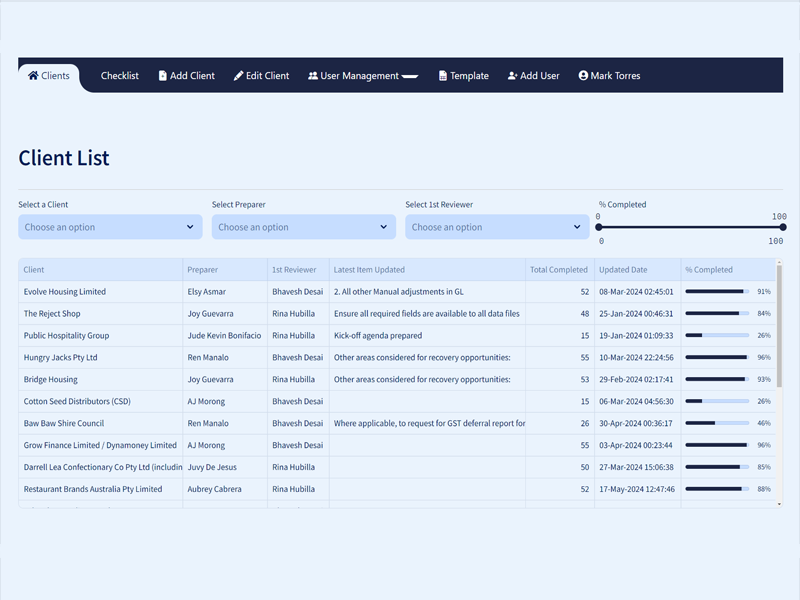 Clients Checklist Add Client Edit Client User Management Template Add User Mark Torres
Client List
Select a Client Select Preparer Select 1st Reviewer % Completed
0 100
Choose an option Choose an option Choose an option
0 100
Client Preparer 1st Reviewer Latest Item Updated Total Completed Updated Date % Completed
Evolve Housing Limited Elsy Asmar Bhavesh Desai 2. All other Manual adjustments in GL 52 08-Mar-2024 02:45:01 91%
The Reject Shop Joy Guevarra Rina Hubilla Ensure all required fields are available to all data files 48 25-Jan-2024 00:46:31 84%
Public Hospitality Group Jude Kevin Bonifacio Rina Hubilla Kick-off agenda prepared 15 19-Jan-2024 01:09:33 26%
Hungry Jacks Pty Ltd Ren Manalo Bhavesh Desai Other areas considered for recovery opportunities: 55 10-Mar-2024 22:24:56 96%
Bridge Housing Joy Guevarra Rina Hubilla Other areas considered for recovery opportunities: 53 29-Feb-2024 02:17:41 93%
Cotton Seed Distributors (CSD) AJ Morong Bhavesh Desai 15 06-Mar-2024 04:56:30 26%
Baw Baw Shire Council Ren Manalo Bhavesh Desai Where applicable, to request for GST deferral report for 26 30-Apr-2024 00:36:17 46%
Grow Finance Limited / Dynamoney Limited AJ Morong Bhavesh Desai 55 03-Apr-2024 00:23:44 96%
Darrell Lea Confectionary Co Pty Ltd (includin Juvy De Jesus Rina Hubilla 50 27-Mar-2024 15:06:38 85%
Restaurant Brands Australia Pty Limited Aubrey Cabrera Rina Hubilla 52 17-May-2024 12:47:46 88%